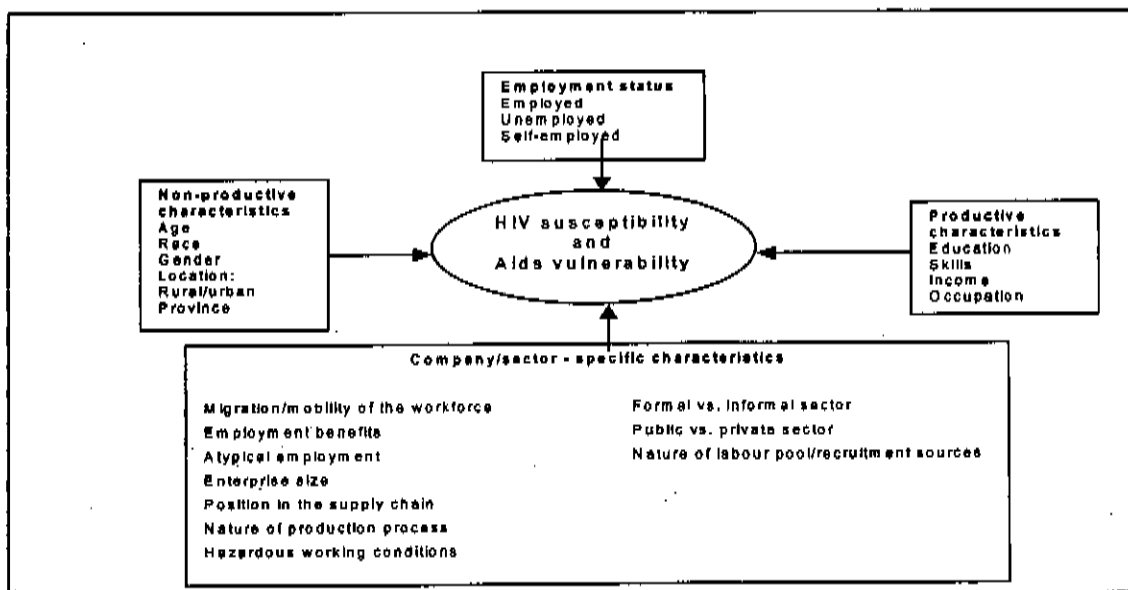 Employment status
Employed
Unemployed
Self-employed
Non-productive
characteristics
Age
Race
Gender
Location:
Rural/urban
Province
HIV susceptibility
and
Aids vulnerability
Productive
characteristics
Education
Skills
Income
Occupation
Company/sector - specific characteristics
Migration/mobility of the workforce
Employment benefits
Atypical employment
Enterprise size
Position in the supply chain
Nature of production process
Hazardous working conditions
Formal vs. informal sector
Public vs. private sector
Nature of labour pool/recruitment sources